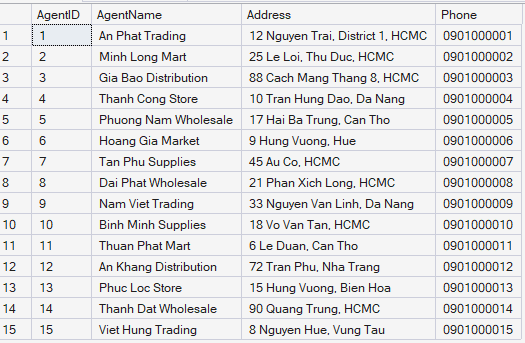 AgentID AgentName Address Phone
1 1 An Phat Trading 12 Nguyen Trai, District 1, HCMC 0901000001
2 2 Minh Long Mart 25 Le Loi, Thu Duc, HCMC 0901000002
3 3 Gia Bao Distribution 88 Cach Mang Thang 8, HCMC 0901000003
4 4 Thanh Cong Store 10 Tran Hung Dao, Da Nang 0901000004
5 5 Phuong Nam Wholesale 17 Hai Ba Trung, Can Tho 0901000005
6 6 Hoang Gia Market 9 Hung Vuong, Hue 0901000006
7 7 Tan Phu Supplies 45 Au Co, HCMC 0901000007
8 8 Dai Phat Wholesale 21 Phan Xich Long, HCMC 0901000008
9 9 Nam Viet Trading 33 Nguyen Van Linh, Da Nang 0901000009
10 10 Binh Minh Supplies 18 Vo Van Tan, HCMC 0901000010
11 11 Thuan Phat Mart 6 Le Duan, Can Tho 0901000011
12 12 An Khang Distribution 72 Tran Phu, Nha Trang 0901000012
13 13 Phuc Loc Store 15 Hung Vuong, Bien Hoa 0901000013
14 14 Thanh Dat Wholesale 90 Quang Trung, HCMC 0901000014
15 15 Viet Hung Trading 8 Nguyen Hue, Vung Tau 0901000015